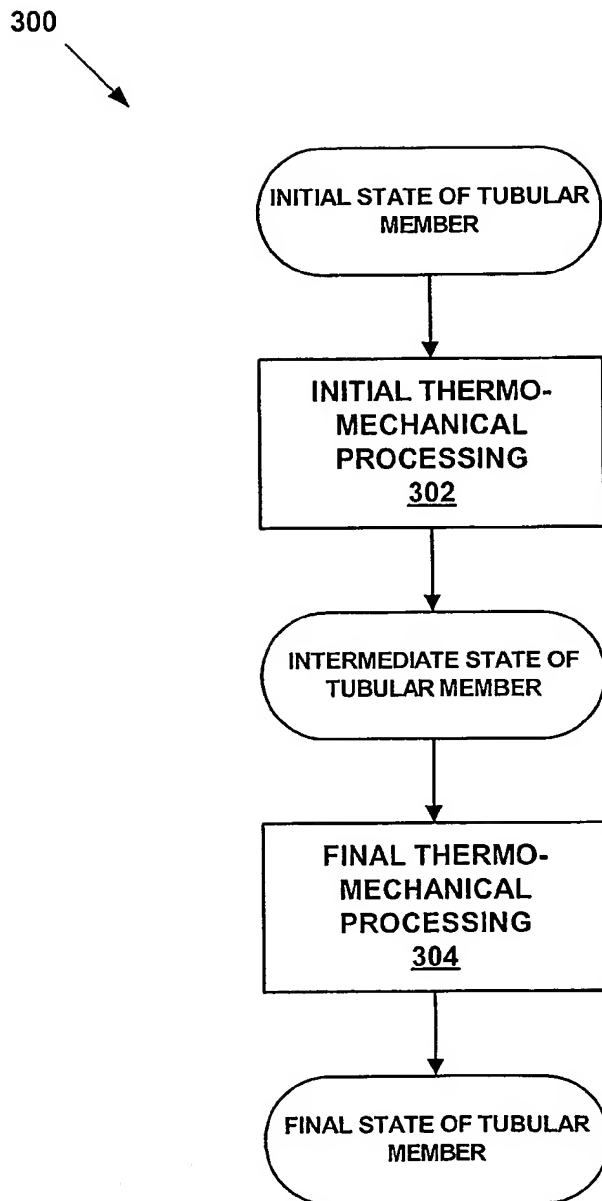 300
INITIAL STATE OF TUBULAR
MEMBER
INITIAL THERMO-
MECHANICAL
PROCESSING
302
INTERMEDIATE STATE OF
TUBULAR MEMBER
FINAL THERMO-
MECHANICAL
PROCESSING
304
FINAL STATE OF TUBULAR
MEMBER